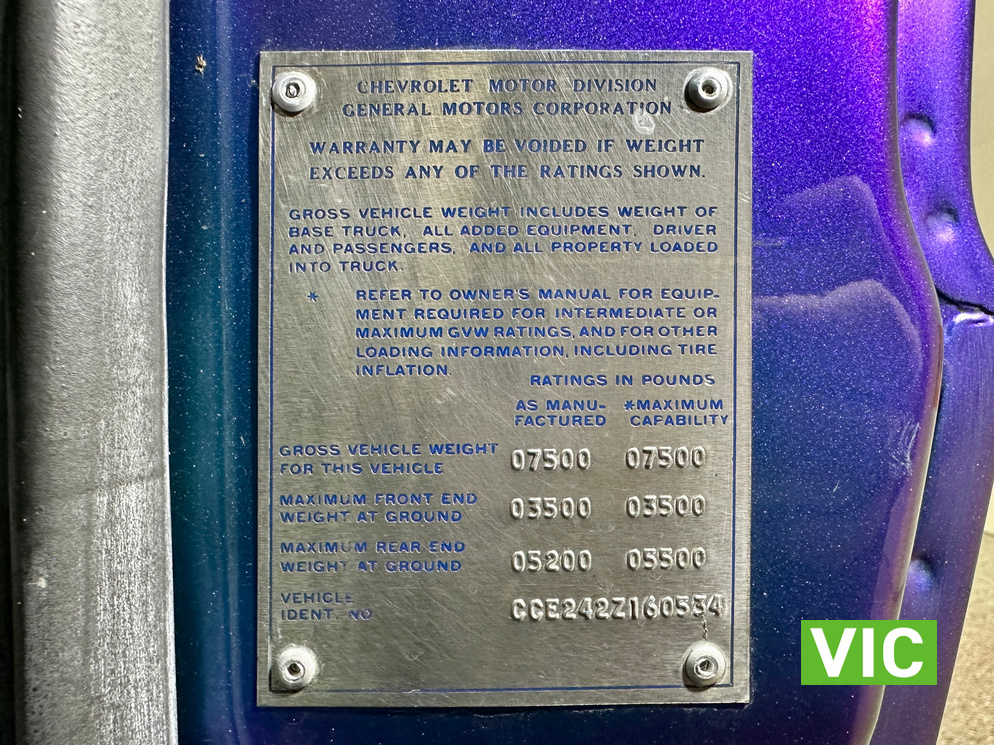 CHEVROLET MOTOR DIVISION
GENERAL MOTORS CORPORATION
WARRANTY MAY BE VOIDED IF WEIGHT
EXCEEDS ANY OF THE RATINGS SHOWN.
GROSS VEHICLE WEIGHT INCLUDES WEIGHT OF
BASE TRUCK, ALL ADDED EQUIPMENT, DRIVER
AND PASSENGERS, AND ALL PROPERTY LOADED
INTO TRUCK.
* REFER TO OWNER'S MANUAL FOR EQUIP-
MENT REQUIRED FOR INTERMEDIATE OR
MAXIMUM GVW RATINGS, AND FOR OTHER
LOADING INFORMATION, INCLUDING TIRE
INFLATION.
RATINGS IN POUNDS
AS MANU- *MAXIMUM
FACTURED CAPABILITY
GROSS VEHICLE WEIGHT
FOR THIS VEHICLE 07500 07500
MAXIMUM FRONT END
WEIGHT AT GROUND 03500 03500
MAXIMUM REAR END
WEIGHT AT GROUND 05200 05500
VEHICLE
IDENT. NO. CCE242Z160534
VIC